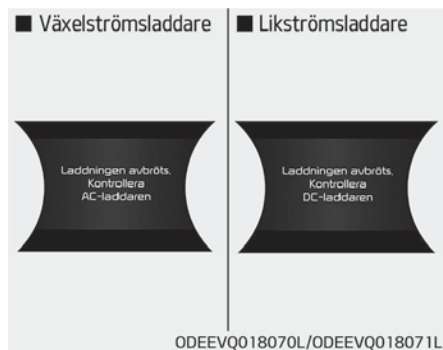 ■ Växelströmsladdare
Laddningen avbröts.
Kontrollera
AC-laddaren
■ Likströmsladdare
Laddningen avbröts.
Kontrollera
DC-laddaren
ODEEVQ018070L/ODEEVQ018071L